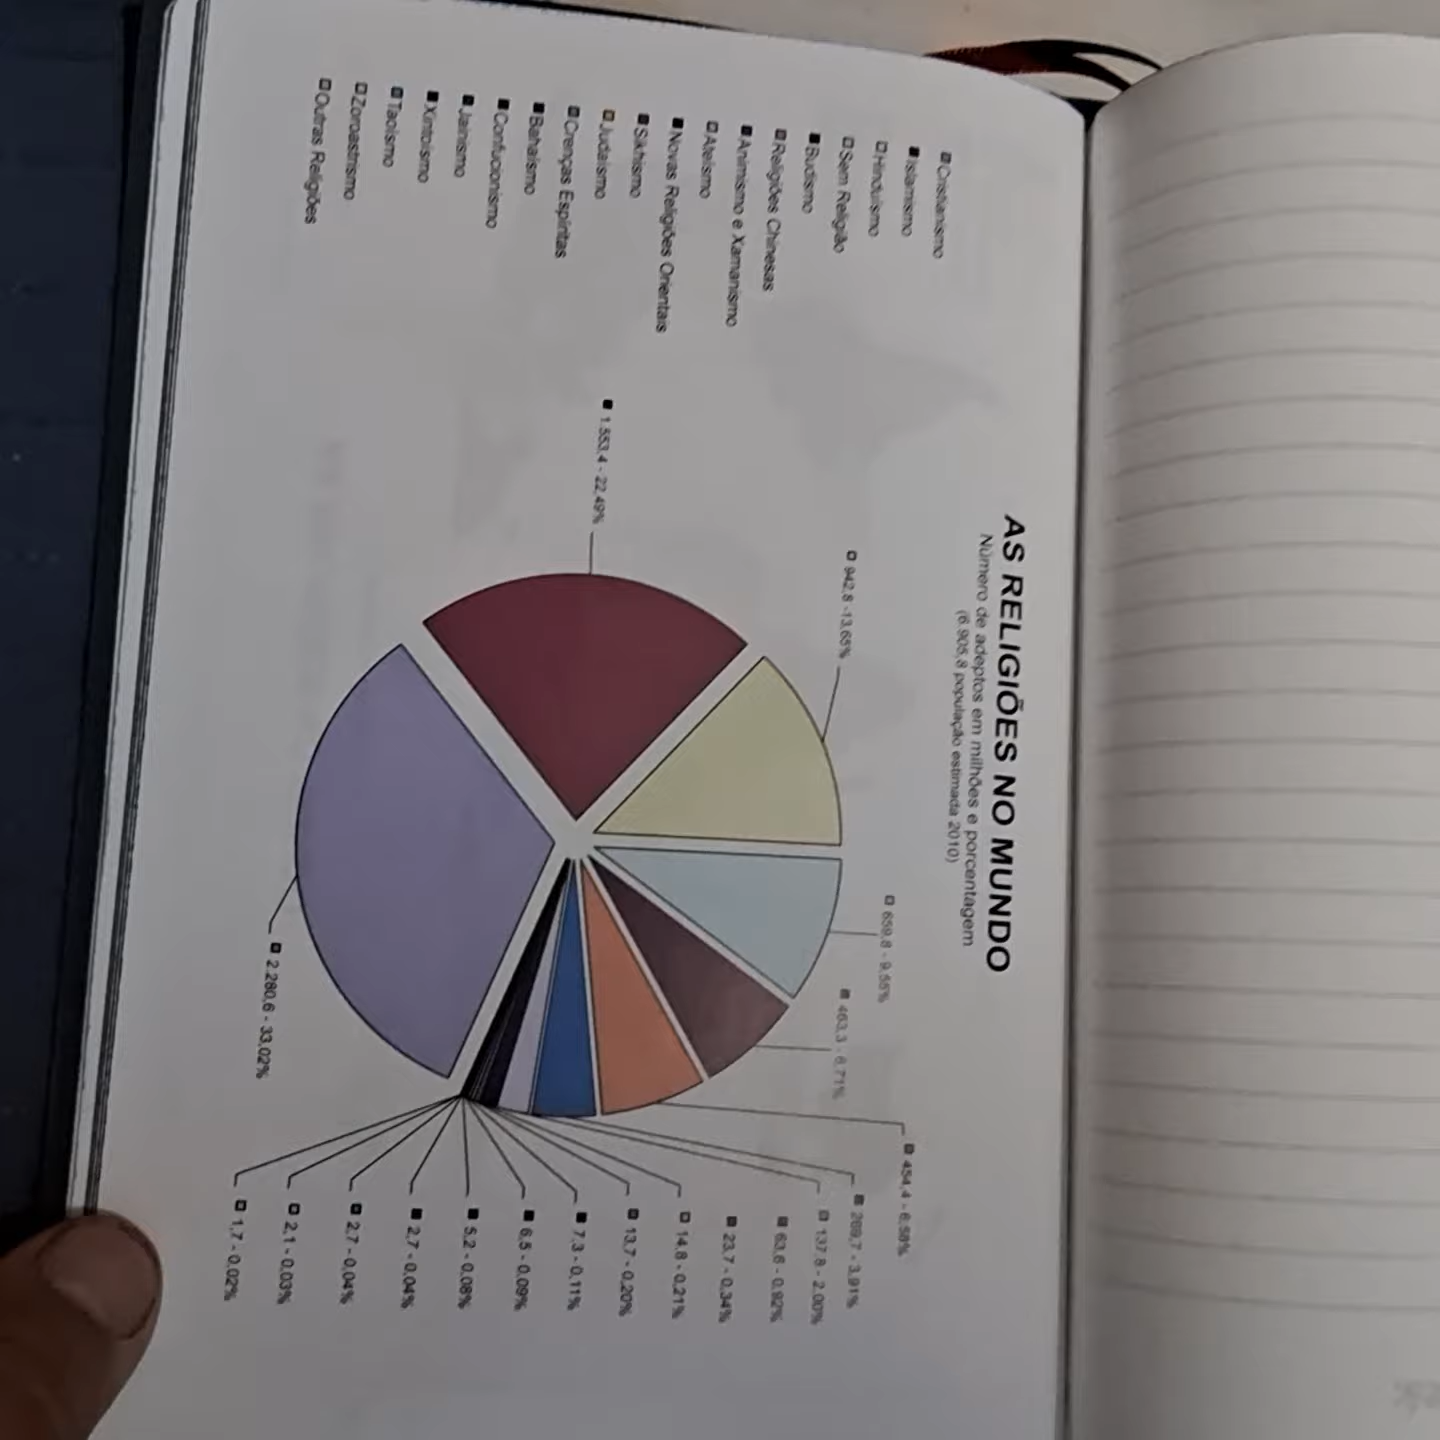 AS RELIGIÕES NO MUNDO
Número de adeptos em milhões e porcentagem
(6.905,8 população estimada 2010)
Cristianismo
Islamismo
Hinduísmo
Sem Religião
Budismo
Religiões Chinesas
Animismo e Xamanismo
Ateísmo
Novas Religiões Orientais
Sikhismo
Judaísmo
Crenças Espíritas
Bahaísmo
Confucionismo
Jainismo
Xintoísmo
Taoísmo
Zoroastrismo
Outras Religiões
942,8 -13,65%
1.553,4 - 22,49%
659,8 - 9,55%
463,3 - 6,71%
454,4 - 6,58%
269,7 - 3,91%
137,8 - 2,00%
63,6 - 0,92%
23,7 - 0,34%
14,8 - 0,21%
13,7 - 0,20%
7,3 - 0,11%
6,5 - 0,09%
5,2 - 0,08%
2,7 - 0,04%
2,7 - 0,04%
2,1 - 0,03%
1,7 - 0,02%
2.280,6 - 33,02%